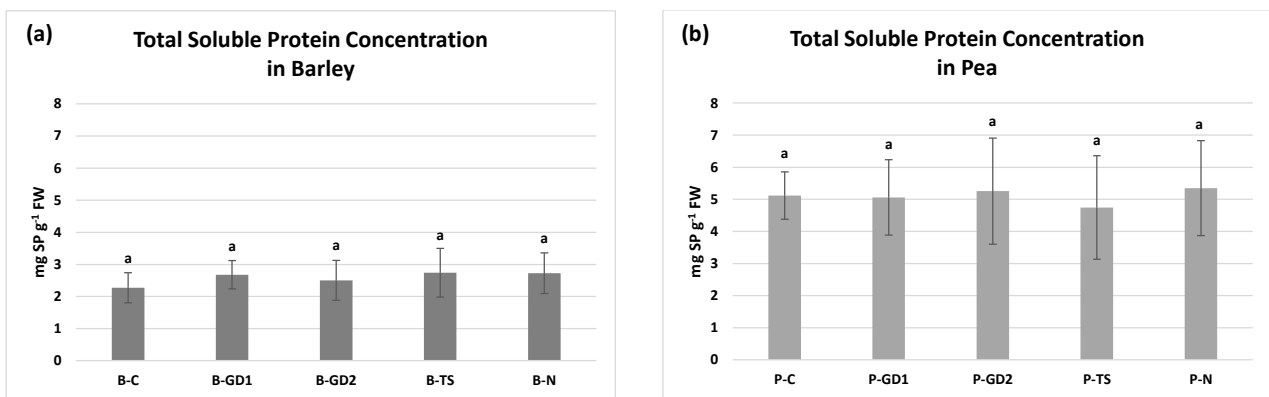 (a)
Total Soluble Protein Concentration
in Barley
mg SP g⁻¹ FW
8
7
6
5
4
3
2
1
0
a
a
a
a
a
B-C
B-GD1
B-GD2
B-TS
B-N
(b)
Total Soluble Protein Concentration
in Pea
mg SP g⁻¹ FW
8
7
6
5
4
3
2
1
0
a
a
a
a
a
P-C
P-GD1
P-GD2
P-TS
P-N